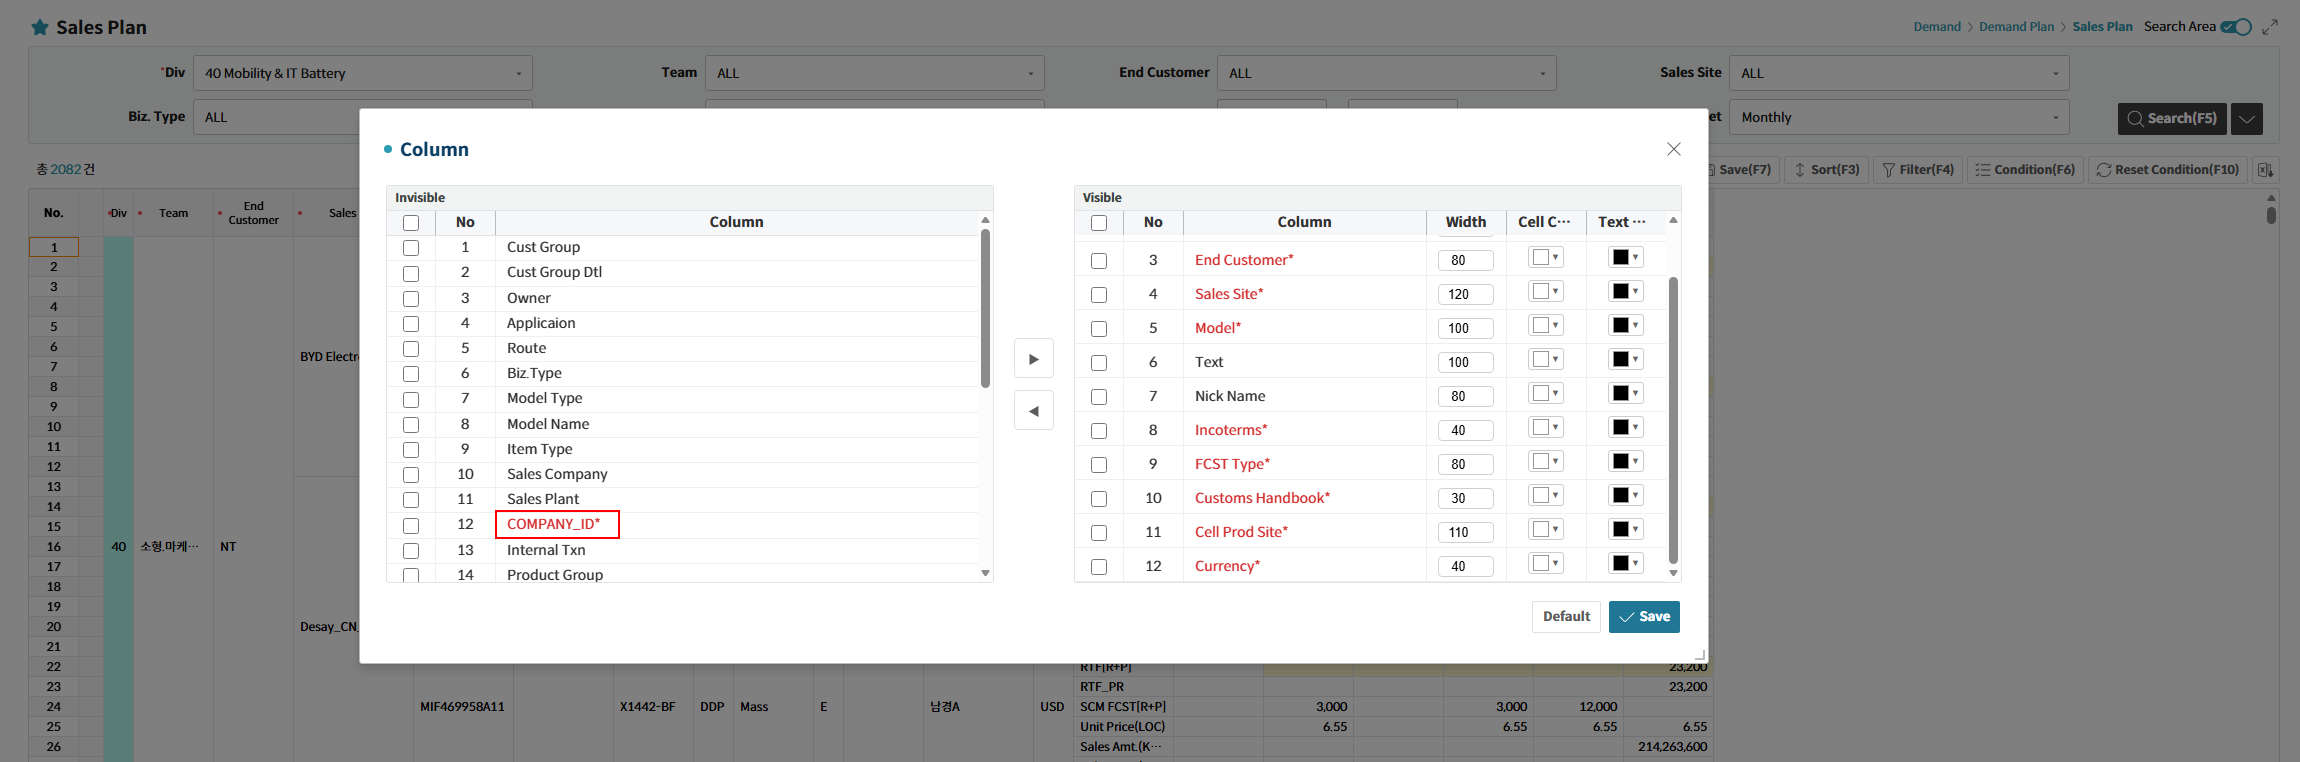 Sales Plan
Demand > Demand Plan > Sales Plan Search Area
*Div 40 Mobility & IT Battery Team ALL End Customer ALL Sales Site ALL
Biz. Type ALL et Monthly Search(F5)
총 2082 건 Save(F7) Sort(F3) Filter(F4) Condition(F6) Reset Condition(F10)
No. Div Team End Customer Sales
Column
Invisible
No Column
1 Cust Group
2 Cust Group Dtl
3 Owner
4 Applicaion
5 Route
6 Biz.Type
7 Model Type
8 Model Name
9 Item Type
10 Sales Company
11 Sales Plant
12 COMPANY_ID*
13 Internal Txn
14 Product Group
Visible
No Column Width Cell C··· Text ···
3 End Customer* 80
4 Sales Site* 120
5 Model* 100
6 Text 100
7 Nick Name 80
8 Incoterms* 40
9 FCST Type* 80
10 Customs Handbook* 30
11 Cell Prod Site* 110
12 Currency* 40
Default Save
1
2
3
4
5
6
7 BYD Electr
8
9
10
11
12
13
14
15
16 40 소형.마케··· NT
17
18
19
20 Desay_CN_
21
22 RTF[R+P] 23,200
23 RTF_PR 23,200
24 MIF469958A11 X1442-BF DDP Mass E 남경A USD SCM FCST[R+P] 3,000 3,000 12,000
25 Unit Price(LOC) 6.55 6.55 6.55 6.55
26 Sales Amt.(K··· 214,263,600